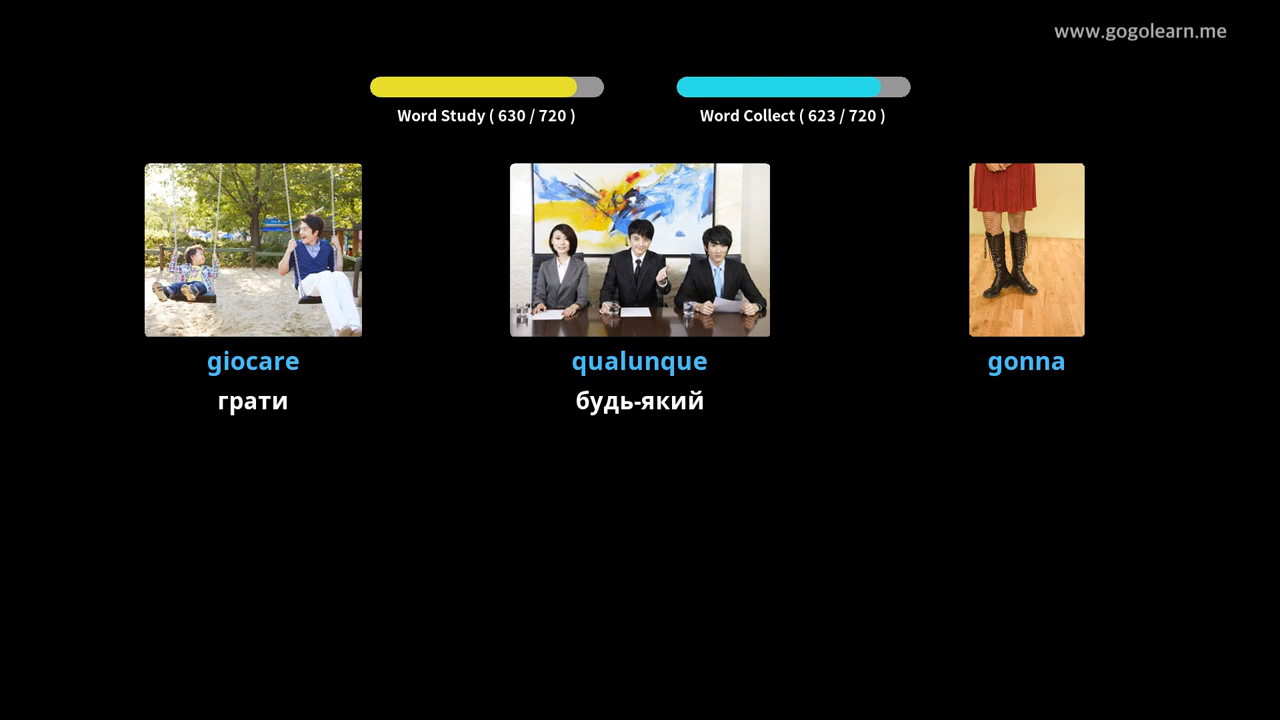 www.gogolearn.me
Word Study ( 630 / 720 )
Word Collect ( 623 / 720 )
giocare
qualunque
gonna
грати
будь-який